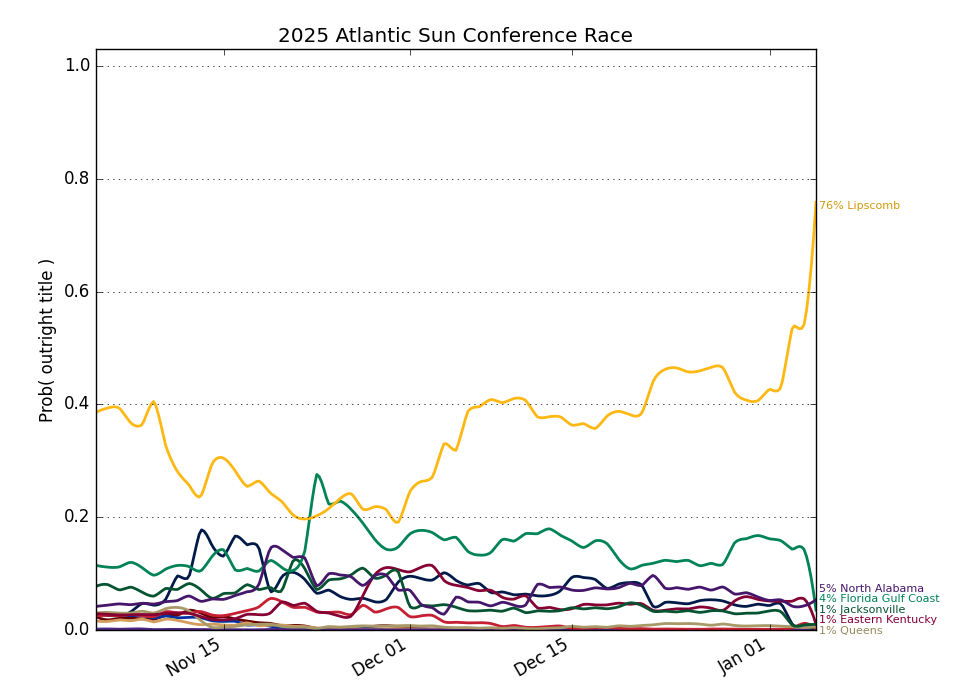 2025 Atlantic Sun Conference Race
Prob( outright title )
1.0
0.8
0.6
0.4
0.2
0.0
Nov 15
Dec 01
Dec 15
Jan 01
76% Lipscomb
5% North Alabama
4% Florida Gulf Coast
1% Jacksonville
1% Eastern Kentucky
1% Queens